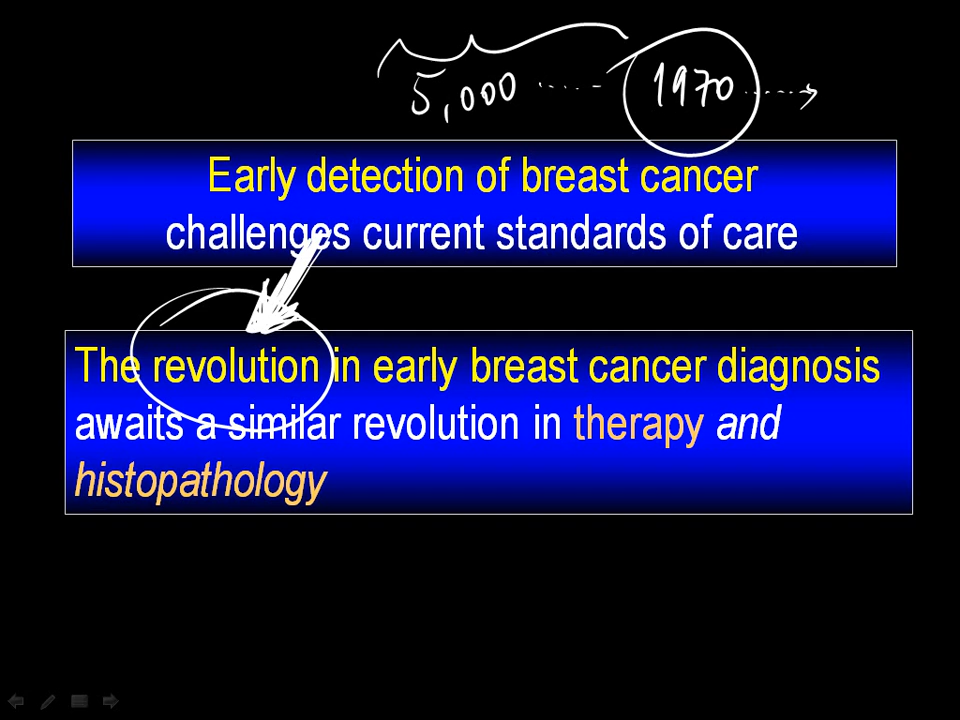 5,000 ..... 1970 .....
Early detection of breast cancer
challenges current standards of care
The revolution in early breast cancer diagnosis
awaits a similar revolution in therapy and
histopathology